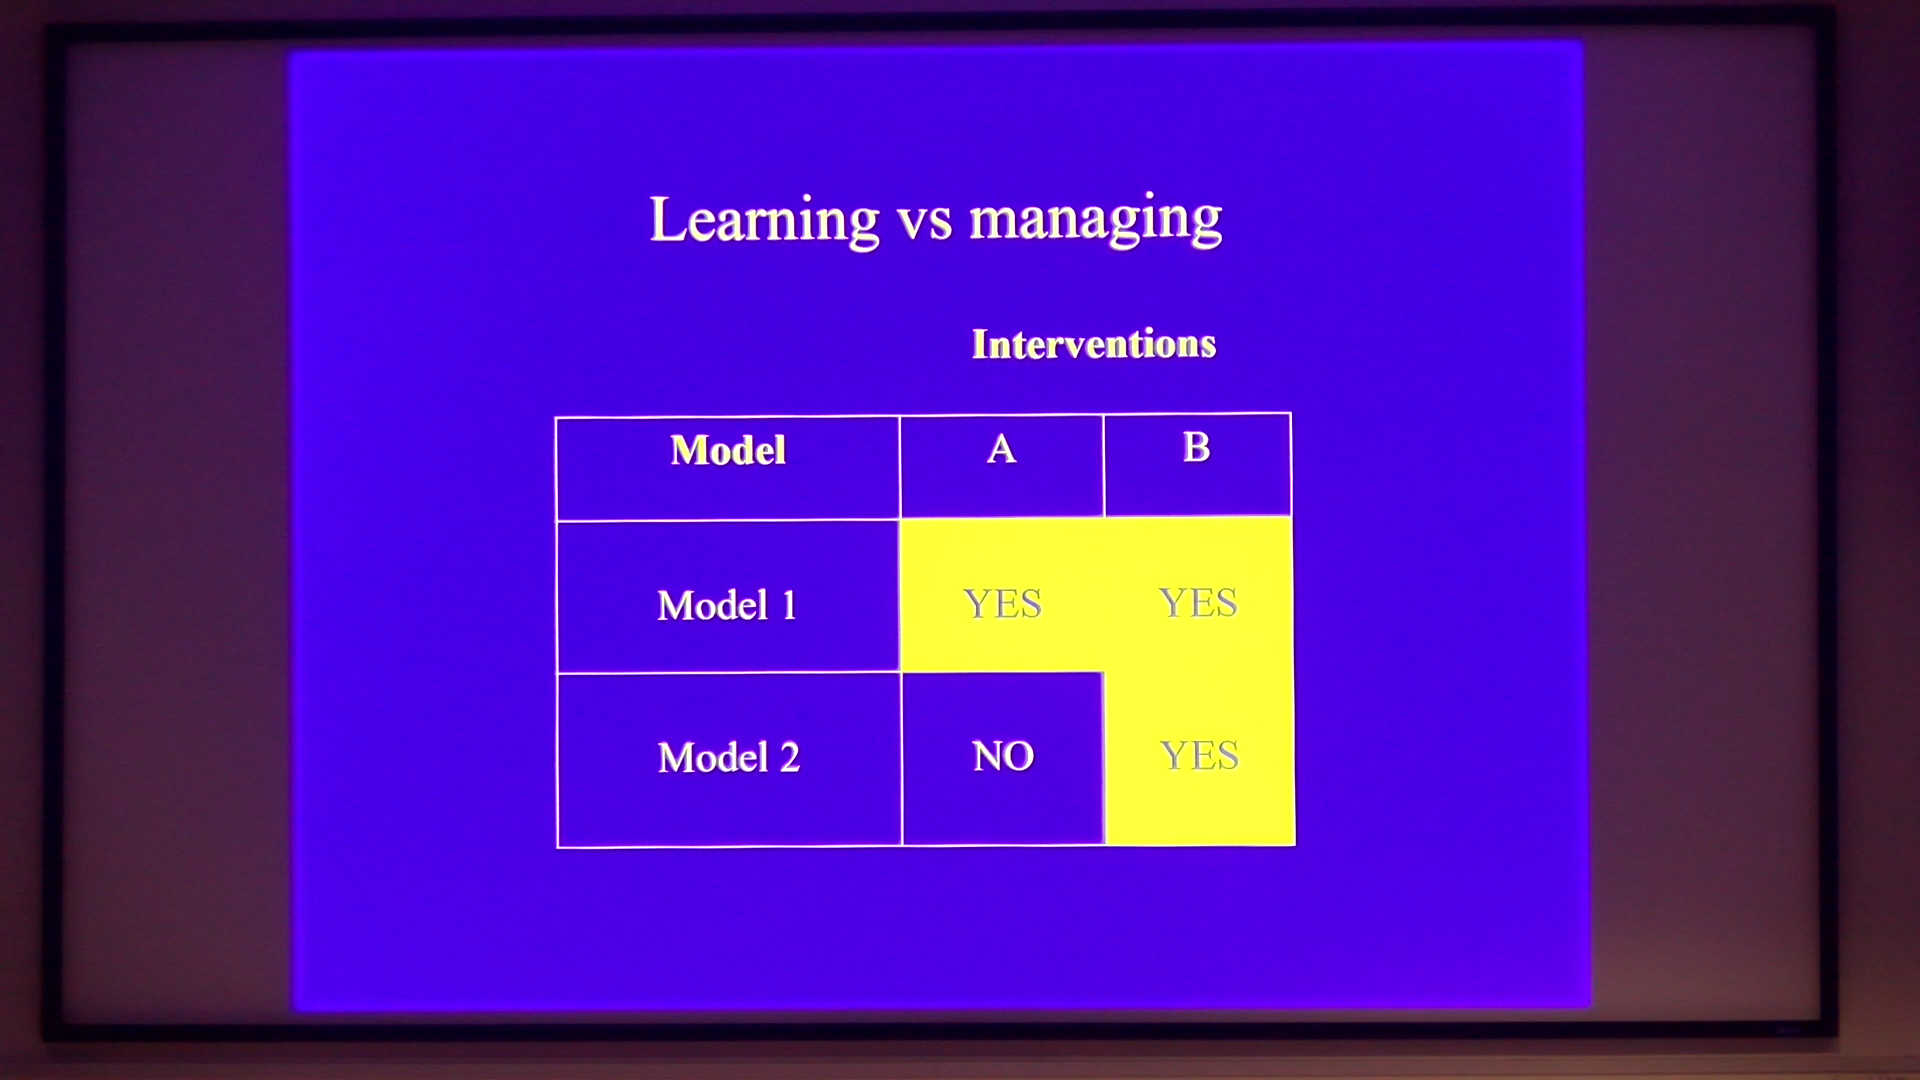 Learning vs managing
Interventions
Model A B
Model 1 YES YES
Model 2 NO YES